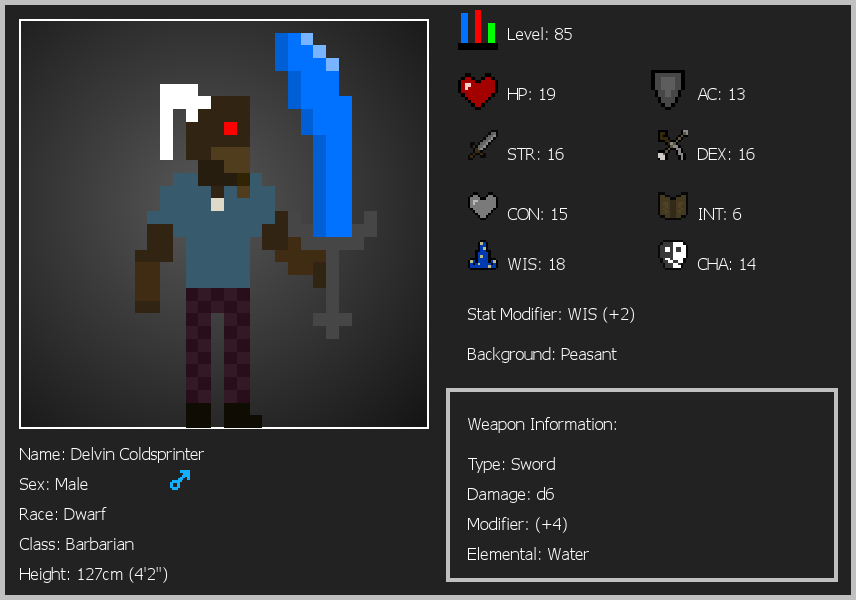 Level: 85
HP: 19
AC: 13
STR: 16
DEX: 16
CON: 15
INT: 6
WIS: 18
CHA: 14
Stat Modifier: WIS (+2)
Background: Peasant
Weapon Information:
Type: Sword
Damage: d6
Modifier: (+4)
Elemental: Water
Name: Delvin Coldsprinter
Sex: Male
Race: Dwarf
Class: Barbarian
Height: 127cm (4'2")